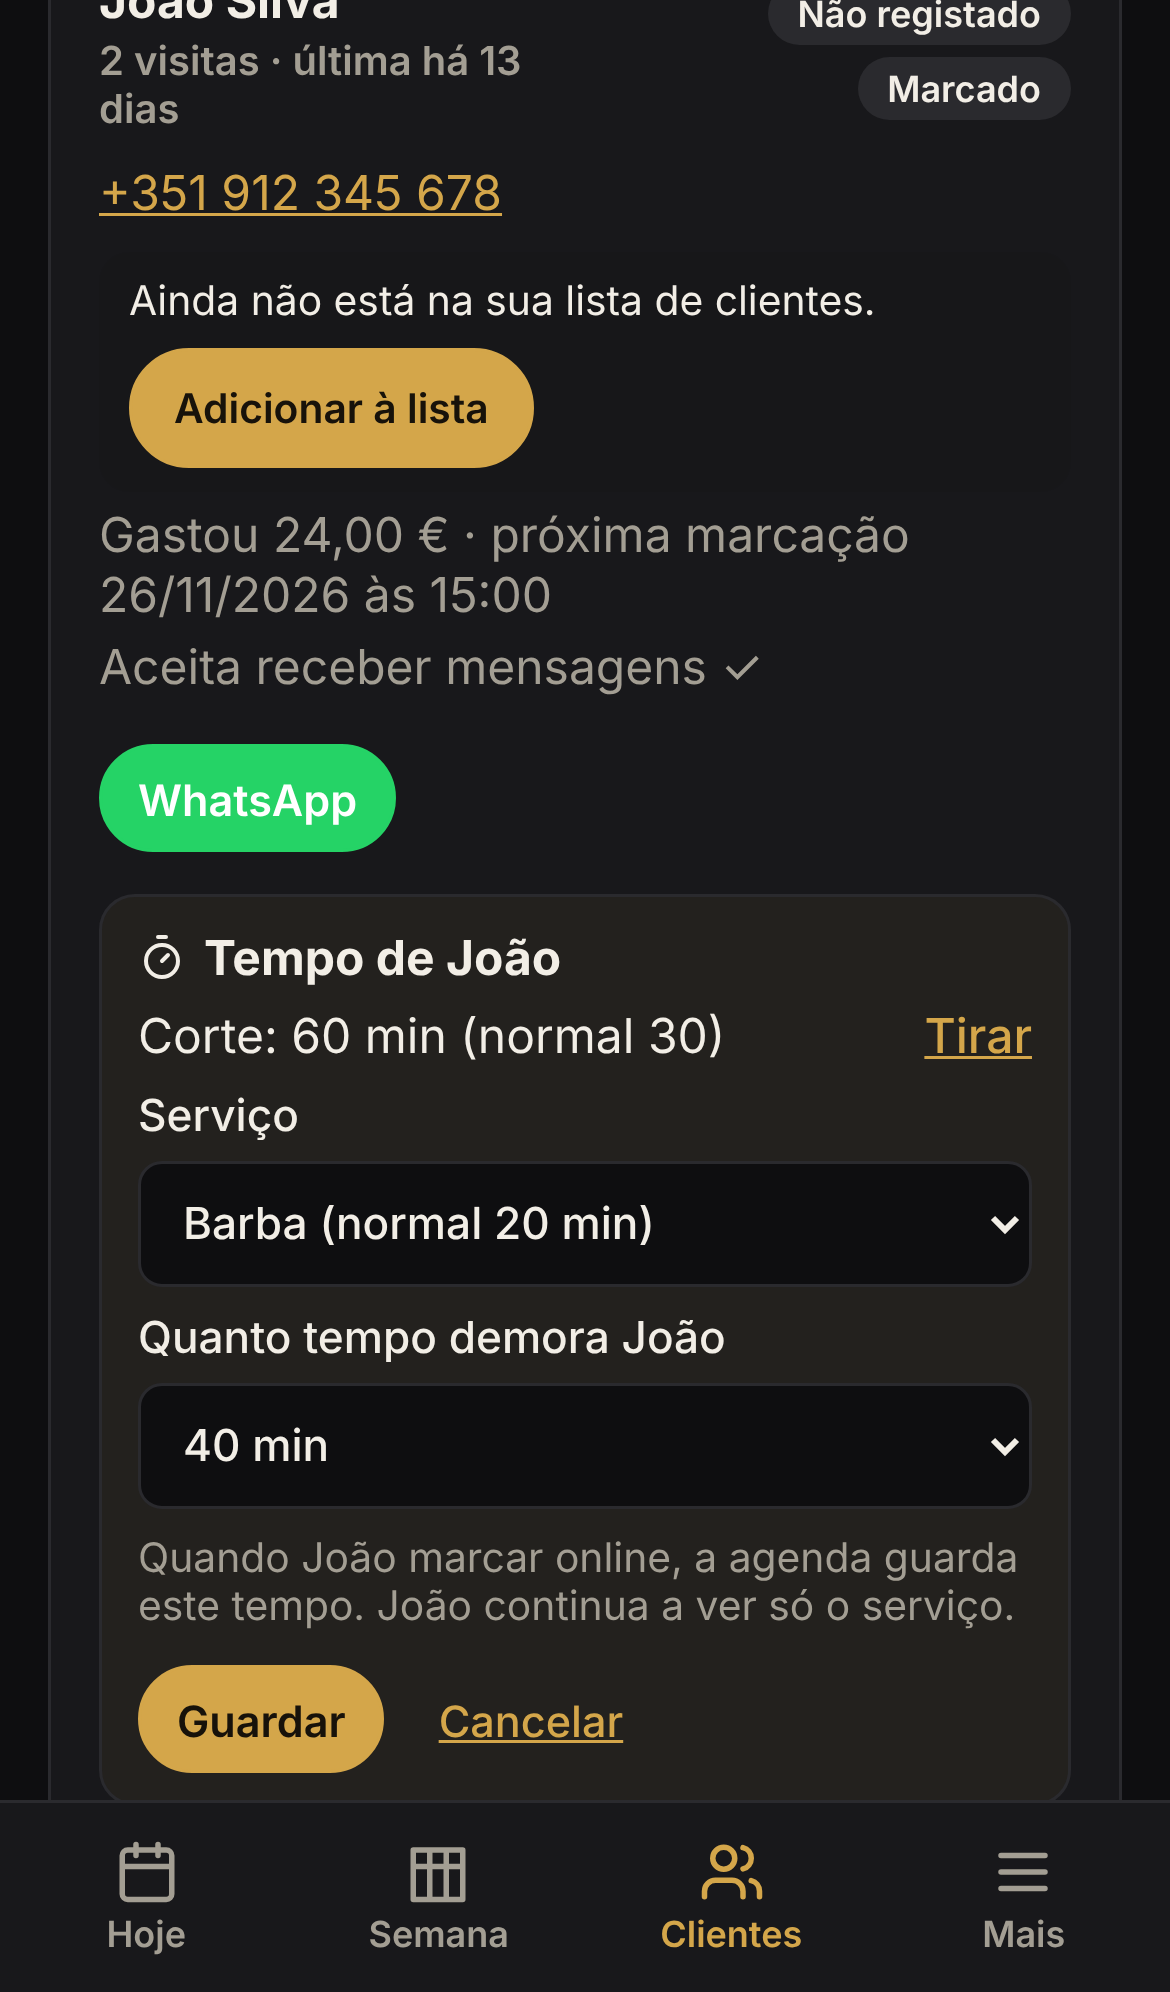 João Silva
Não registado
2 visitas · última há 13
dias
Marcado
+351 912 345 678
Ainda não está na sua lista de clientes.
Adicionar à lista
Gastou 24,00 € · próxima marcação
26/11/2026 às 15:00
Aceita receber mensagens ✓
WhatsApp
Tempo de João
Corte: 60 min (normal 30)
Tirar
Serviço
Barba (normal 20 min)
Quanto tempo demora João
40 min
Quando João marcar online, a agenda guarda
este tempo. João continua a ver só o serviço.
Guardar
Cancelar
Hoje
Semana
Clientes
Mais